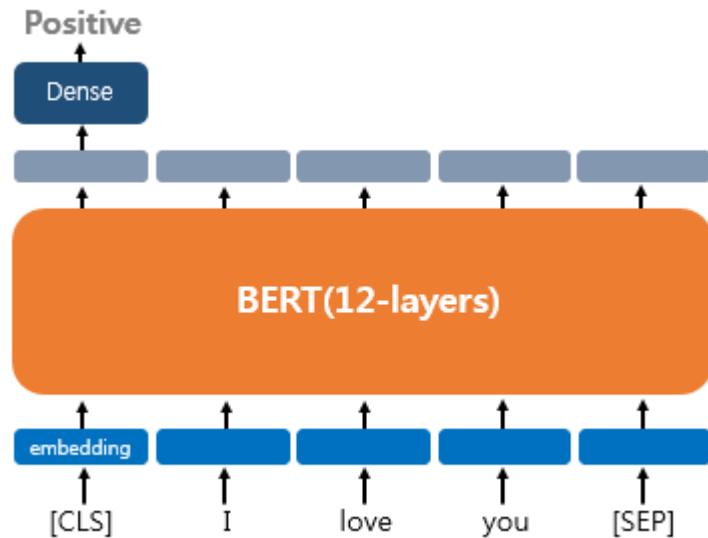 Positive
Dense
BERT(12-layers)
embedding
[CLS] I love you [SEP]